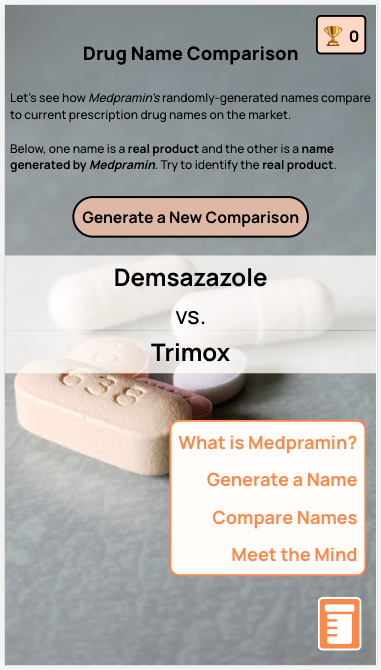 0
Drug Name Comparison
Let's see how Medpramin's randomly-generated names compare
to current prescription drug names on the market.
Below, one name is a real product and the other is a name
generated by Medpramin. Try to identify the real product.
Generate a New Comparison
Demsazazole
vs.
Trimox
638
What is Medpramin?
Generate a Name
Compare Names
Meet the Mind